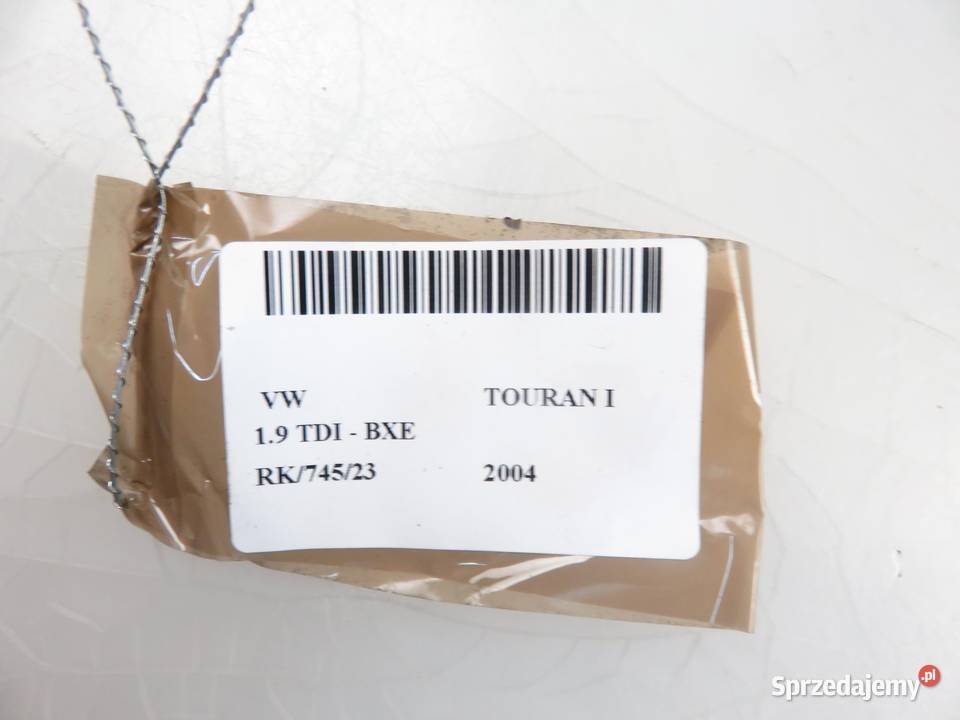 VW TOURAN I
1.9 TDI - BXE
RK/745/23 2004
Sprzedajemy.pl